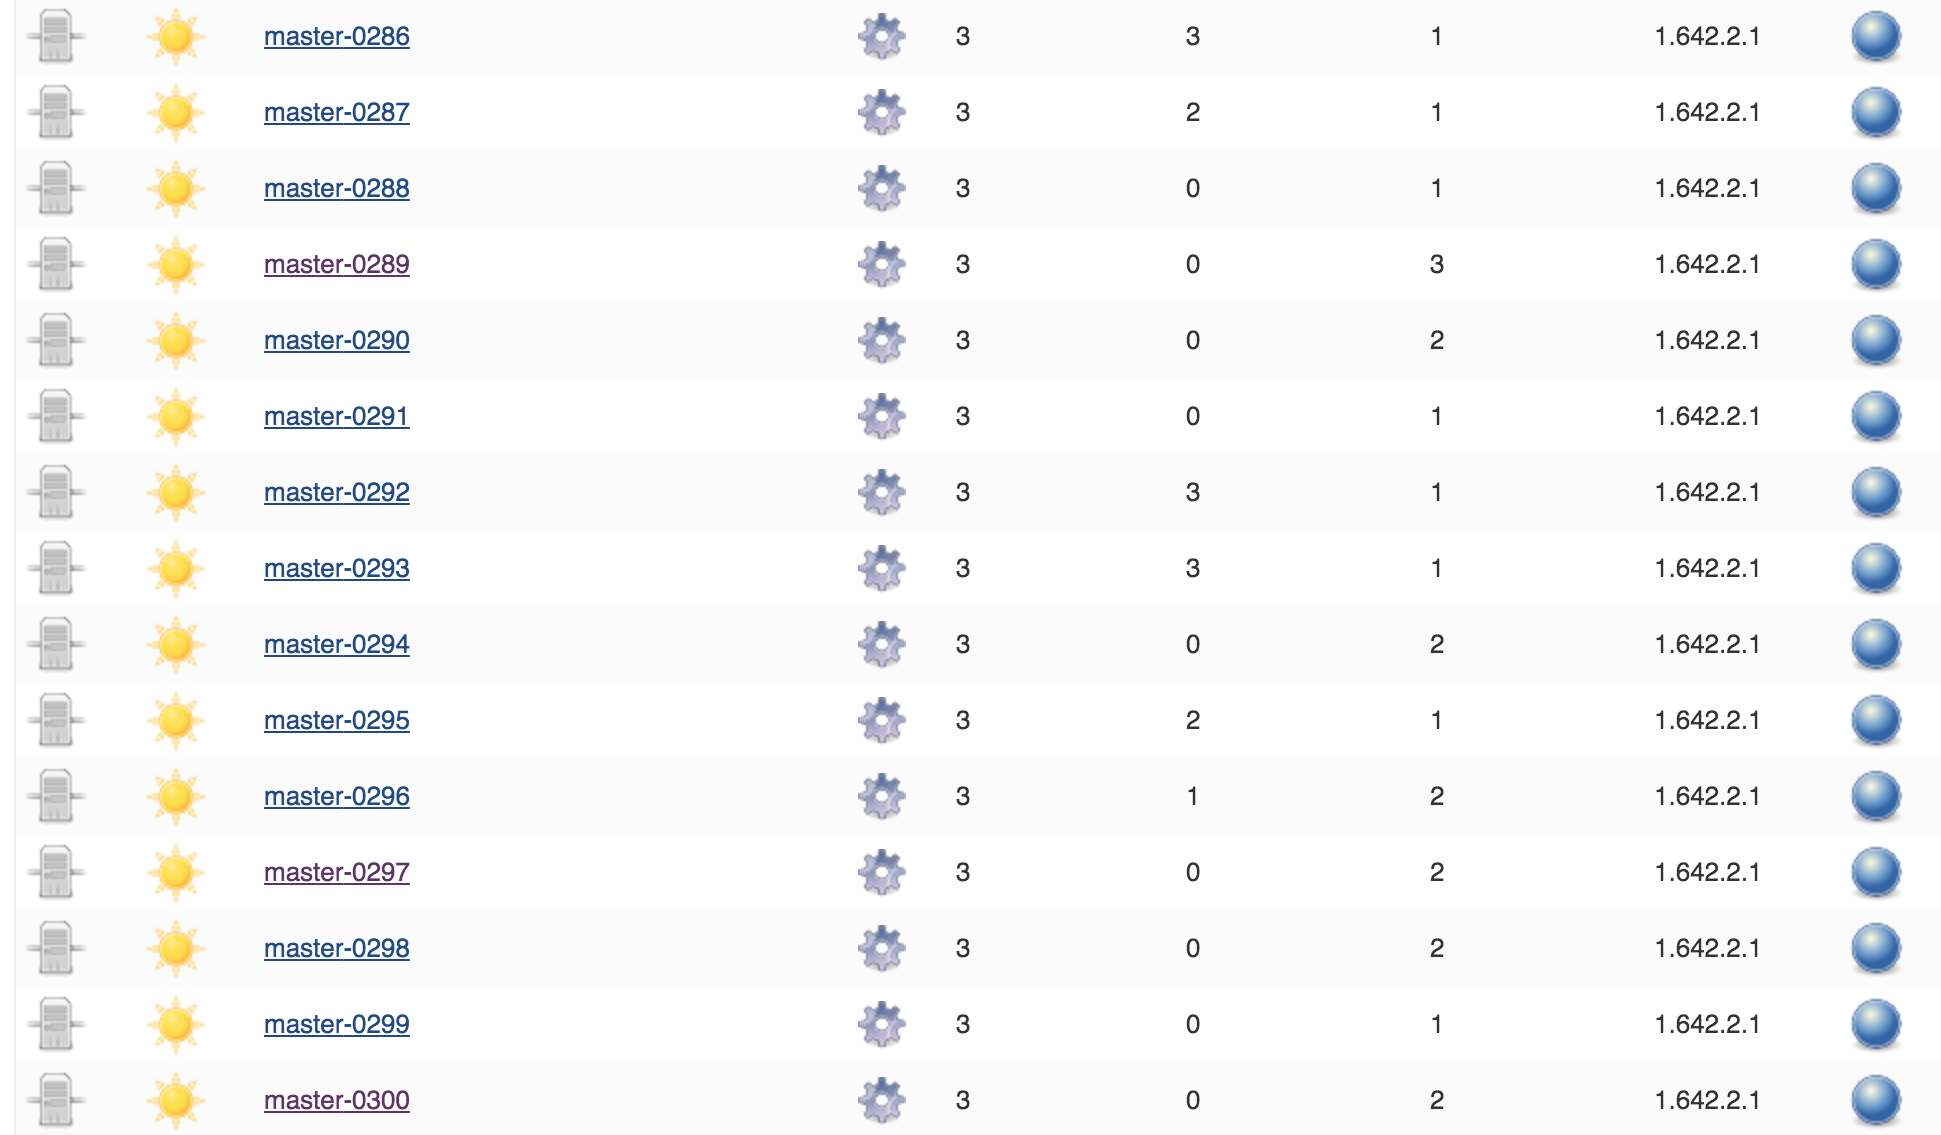 master-0286 3 3 1 1.642.2.1
master-0287 3 2 1 1.642.2.1
master-0288 3 0 1 1.642.2.1
master-0289 3 0 3 1.642.2.1
master-0290 3 0 2 1.642.2.1
master-0291 3 0 1 1.642.2.1
master-0292 3 3 1 1.642.2.1
master-0293 3 3 1 1.642.2.1
master-0294 3 0 2 1.642.2.1
master-0295 3 2 1 1.642.2.1
master-0296 3 1 2 1.642.2.1
master-0297 3 0 2 1.642.2.1
master-0298 3 0 2 1.642.2.1
master-0299 3 0 1 1.642.2.1
master-0300 3 0 2 1.642.2.1